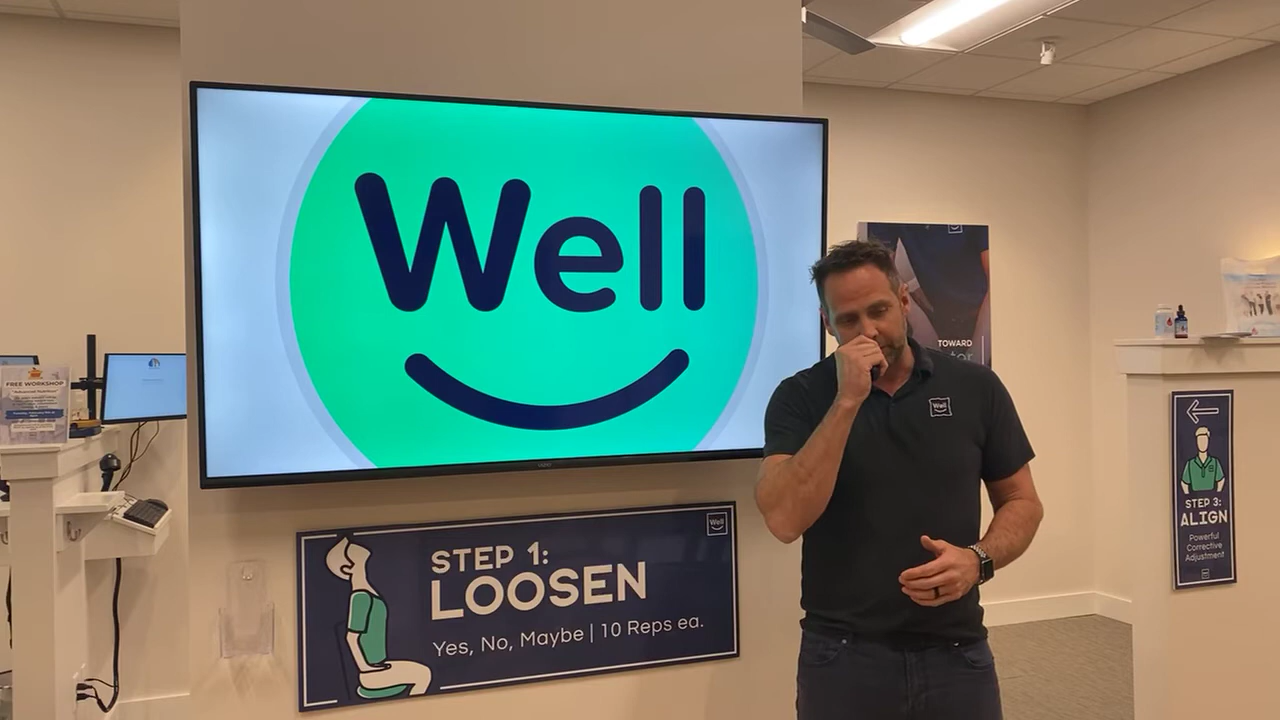 Well
FREE WORKSHOP
TOWARD
Well
STEP 1:
LOOSEN
Yes, No, Maybe | 10 Reps ea.
Well
STEP 3:
ALIGN
Powerful
Corrective
Adjustment